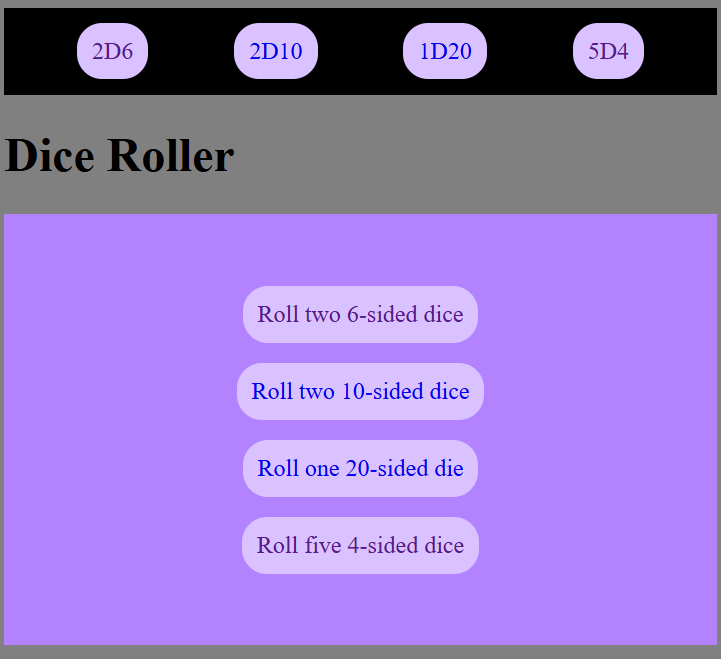 2D6 2D10 1D20 5D4
Dice Roller
Roll two 6-sided dice
Roll two 10-sided dice
Roll one 20-sided die
Roll five 4-sided dice